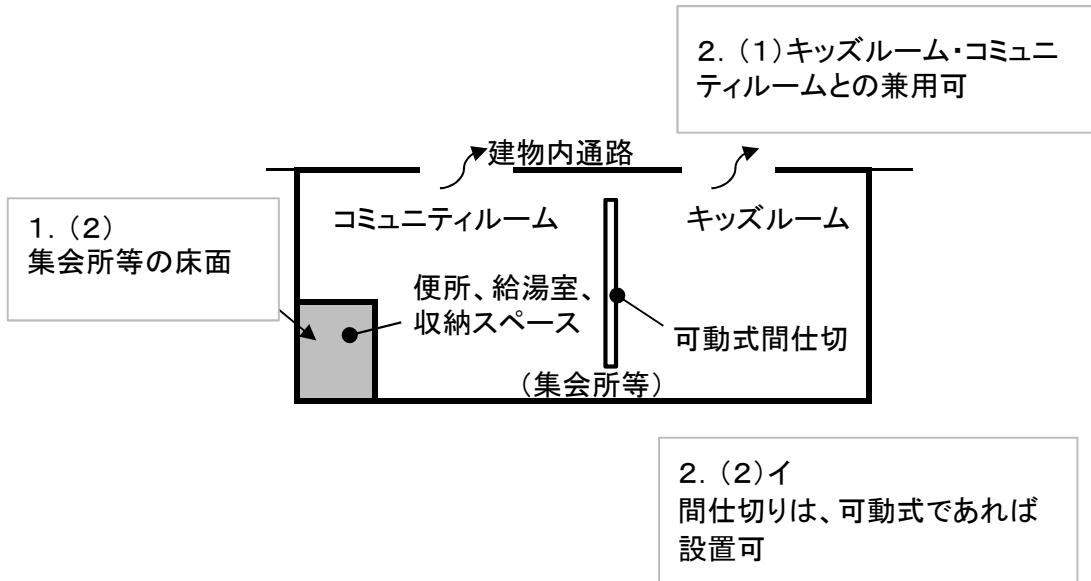 2．（1）キッズルーム・コミュニ
ティルームとの兼用可
建物内通路
1．（2）
集会所等の床面
コミュニティルーム
キッズルーム
便所、給湯室、
収納スペース
可動式間仕切
（集会所等）
2．（2）イ
間仕切りは、可動式であれば
設置可